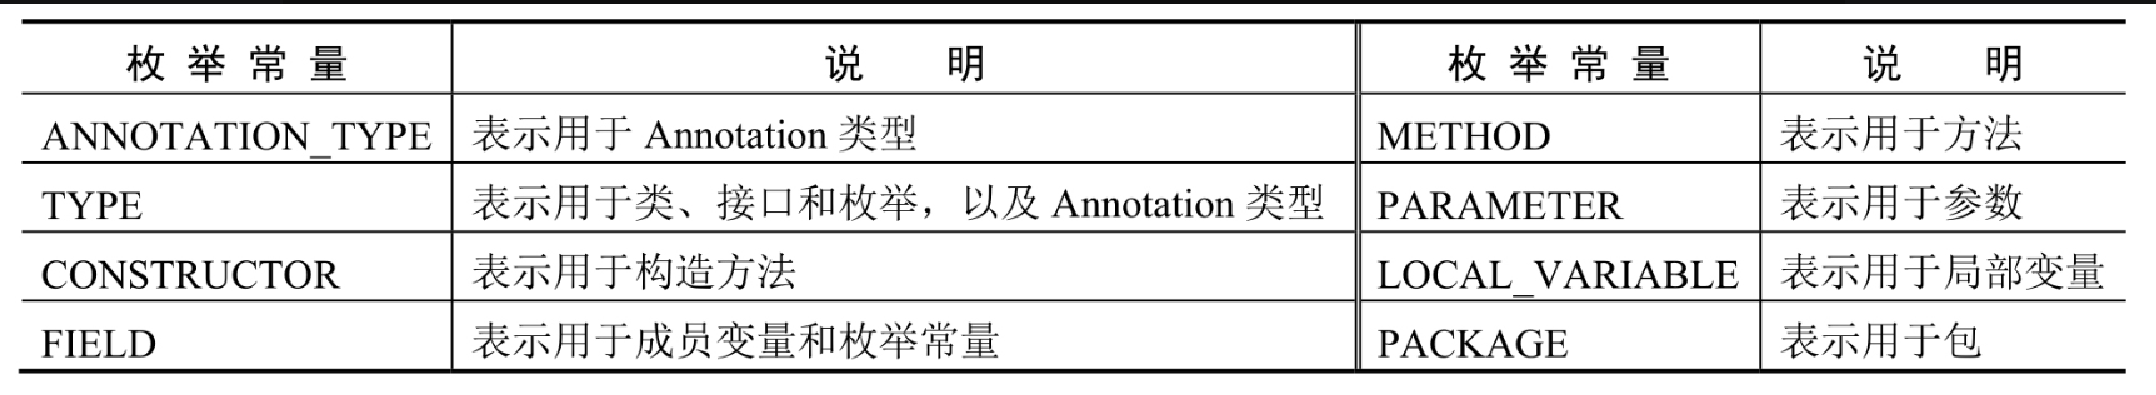 枚举常量 说 明 枚举常量 说 明
ANNOTATION_TYPE 表示用于 Annotation 类型 METHOD 表示用于方法
TYPE 表示用于类、接口和枚举，以及 Annotation 类型 PARAMETER 表示用于参数
CONSTRUCTOR 表示用于构造方法 LOCAL_VARIABLE 表示用于局部变量
FIELD 表示用于成员变量和枚举常量 PACKAGE 表示用于包